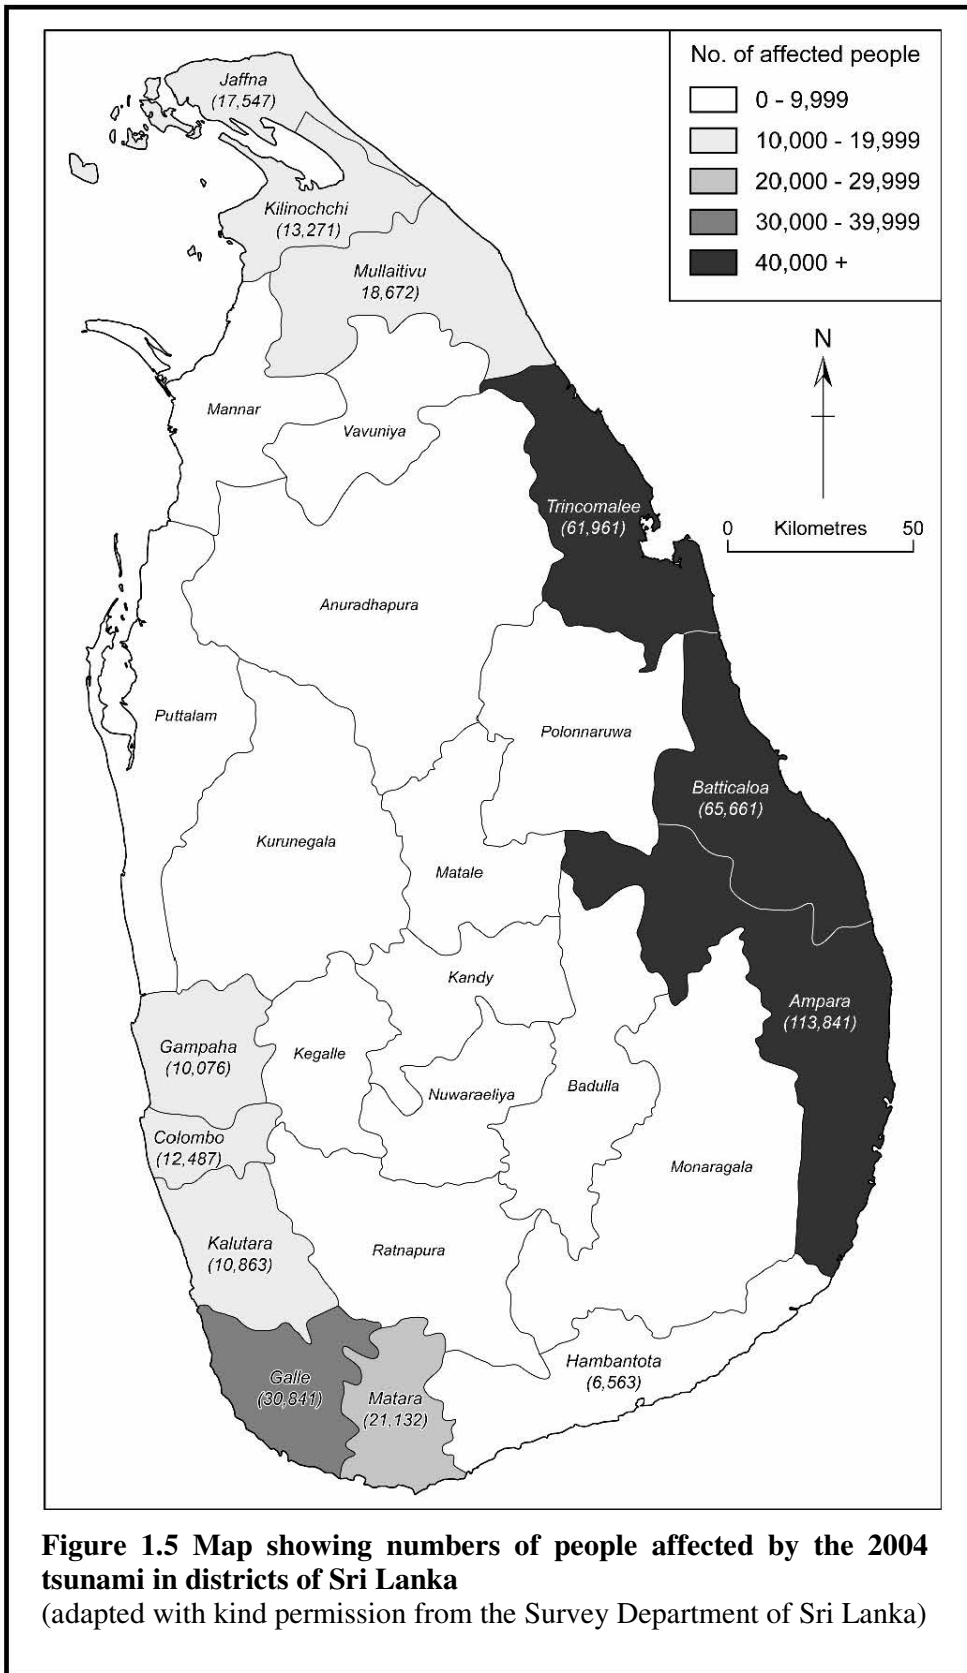 No. of affected people
0 - 9,999
10,000 - 19,999
20,000 - 29,999
30,000 - 39,999
40,000 +
N
0 Kilometres 50
Jaffna
(17,547)
Kilinochchi
(13,271)
Mullaitivu
18,672)
Mannar
Vavuniya
Trincomalee
(61,961)
Anuradhapura
Puttalam
Polonnaruwa
Batticaloa
(65,661)
Kurunegala
Matale
Kandy
Ampara
(113,841)
Gampaha
(10,076)
Kegalle
Nuwaraeliya
Badulla
Colombo
(12,487)
Monaragala
Kalutara
(10,863)
Ratnapura
Hambantota
(6,563)
Galle
(30,841)
Matara
(21,132)
Figure 1.5 Map showing numbers of people affected by the 2004
tsunami in districts of Sri Lanka
(adapted with kind permission from the Survey Department of Sri Lanka)